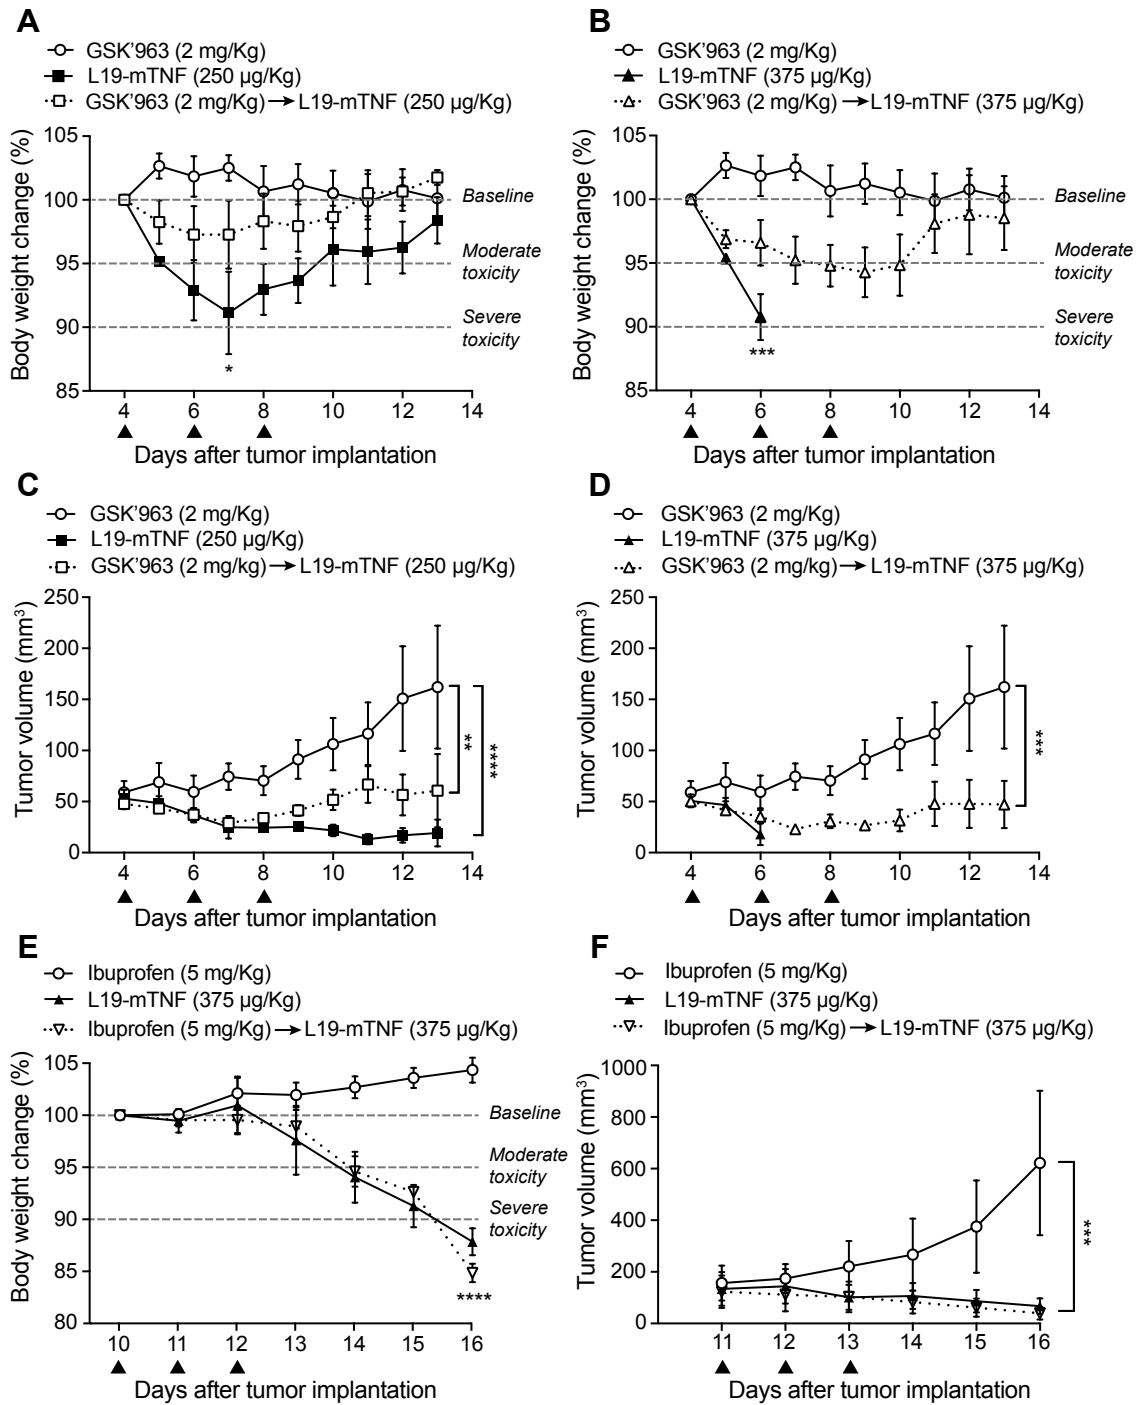 A
GSK'963 (2 mg/Kg)
L19-mTNF (250 µg/Kg)
GSK'963 (2 mg/Kg) → L19-mTNF (250 µg/Kg)
Body weight change (%)
105
100
95
90
85
Baseline
Moderate
toxicity
Severe
toxicity
*
4 6 8 10 12 14
Days after tumor implantation
B
GSK'963 (2 mg/Kg)
L19-mTNF (375 µg/Kg)
GSK'963 (2 mg/Kg) → L19-mTNF (375 µg/Kg)
Body weight change (%)
105
100
95
90
85
Baseline
Moderate
toxicity
Severe
toxicity
***
4 6 8 10 12 14
Days after tumor implantation
C
GSK'963 (2 mg/Kg)
L19-mTNF (250 µg/Kg)
GSK'963 (2 mg/kg) → L19-mTNF (250 µg/Kg)
Tumor volume (mm³)
250
200
150
100
50
0
**
****
4 6 8 10 12 14
Days after tumor implantation
D
GSK'963 (2 mg/Kg)
L19-mTNF (375 µg/Kg)
GSK'963 (2 mg/kg) → L19-mTNF (375 µg/Kg)
Tumor volume (mm³)
250
200
150
100
50
0
***
4 6 8 10 12 14
Days after tumor implantation
E
Ibuprofen (5 mg/Kg)
L19-mTNF (375 µg/Kg)
Ibuprofen (5 mg/Kg) → L19-mTNF (375 µg/Kg)
Body weight change (%)
105
100
95
90
85
80
Baseline
Moderate
toxicity
Severe
toxicity
****
10 11 12 13 14 15 16
Days after tumor implantation
F
Ibuprofen (5 mg/Kg)
L19-mTNF (375 µg/Kg)
Ibuprofen (5 mg/Kg) → L19-mTNF (375 µg/Kg)
Tumor volume (mm³)
1000
800
600
400
200
0
***
11 12 13 14 15 16
Days after tumor implantation